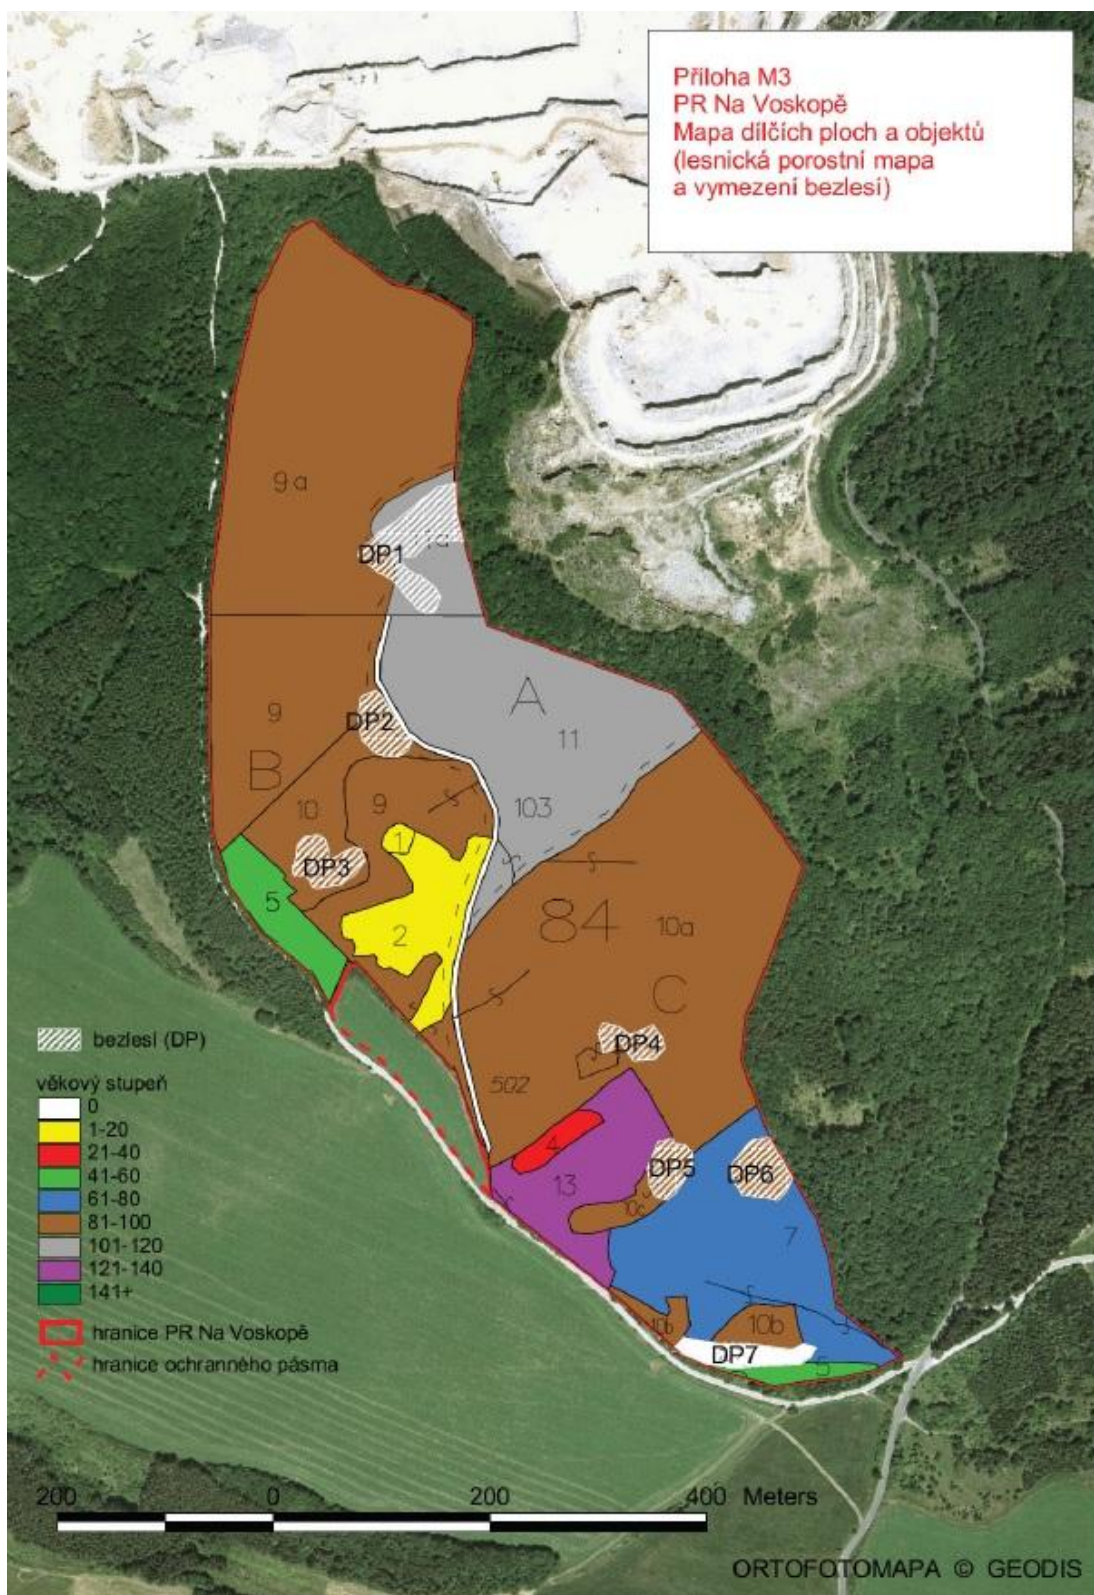 Příloha M3
PR Na Voskopě
Mapa dílčích ploch a objektů
(lesnická porostní mapa
a vymezení bezlesí)
9a
11a
DP1
A
9
11
DP2
B
103
10
9
1
DP3
5
2
84
10a
C
DP4
502
4
13
DP5
DP6
10c
7
10b
10b
DP7
5
bezlesí (DP)
věkový stupeň
0
1-20
21-40
41-60
61-80
81-100
101-120
121-140
141+
hranice PR Na Voskopě
hranice ochranného pásma
200 0 200 400 Meters
ORTOFOTOMAPA © GEODIS